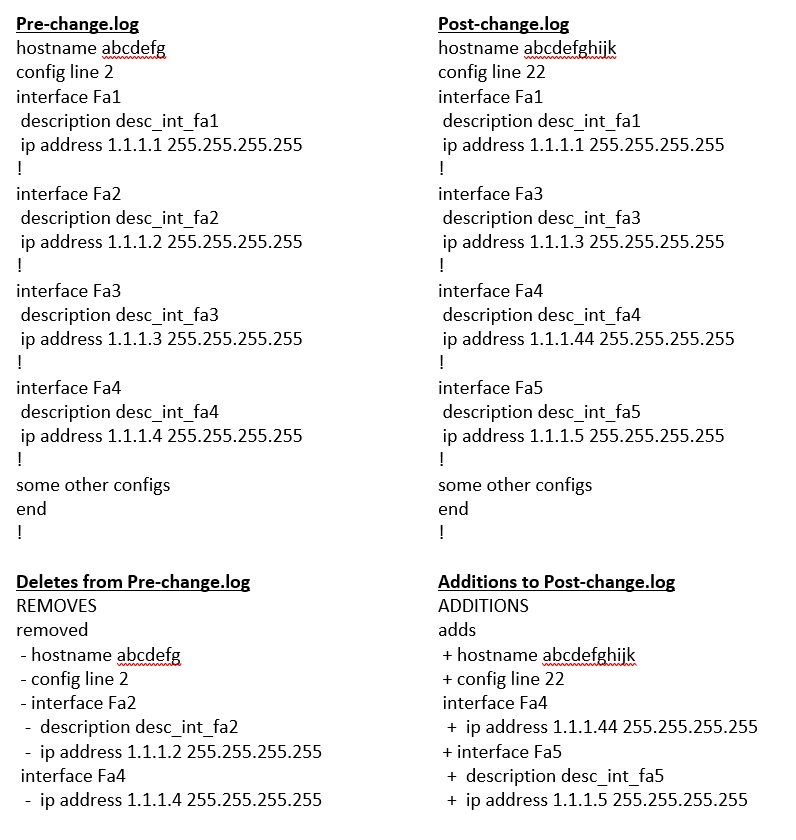 Pre-change.log
hostname abcdefg
config line 2
interface Fa1
 description desc_int_fa1
 ip address 1.1.1.1 255.255.255.255
!
interface Fa2
 description desc_int_fa2
 ip address 1.1.1.2 255.255.255.255
!
interface Fa3
 description desc_int_fa3
 ip address 1.1.1.3 255.255.255.255
!
interface Fa4
 description desc_int_fa4
 ip address 1.1.1.4 255.255.255.255
!
some other configs
end
!
Post-change.log
hostname abcdefghijk
config line 22
interface Fa1
 description desc_int_fa1
 ip address 1.1.1.1 255.255.255.255
!
interface Fa3
 description desc_int_fa3
 ip address 1.1.1.3 255.255.255.255
!
interface Fa4
 description desc_int_fa4
 ip address 1.1.1.44 255.255.255.255
!
interface Fa5
 description desc_int_fa5
 ip address 1.1.1.5 255.255.255.255
!
some other configs
end
!
Deletes from Pre-change.log
REMOVES
removed
 - hostname abcdefg
 - config line 2
 - interface Fa2
  -  description desc_int_fa2
  -  ip address 1.1.1.2 255.255.255.255
 interface Fa4
  -  ip address 1.1.1.4 255.255.255.255
Additions to Post-change.log
ADDITIONS
adds
 + hostname abcdefghijk
 + config line 22
 interface Fa4
  +  ip address 1.1.1.44 255.255.255.255
 + interface Fa5
  +  description desc_int_fa5
  +  ip address 1.1.1.5 255.255.255.255